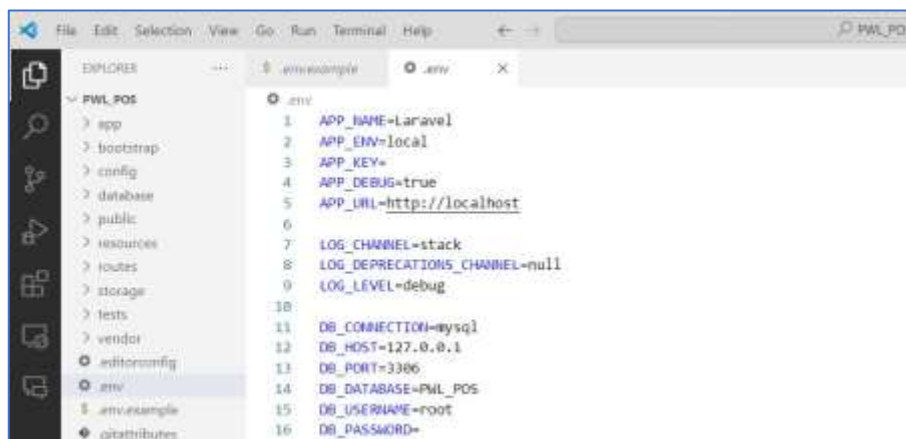 File Edit Selection View Go Run Terminal Help PWL_PO
EXPLORER ··· $ .env.example .env ×
PWL_POS
app
bootstrap
config
database
public
resources
routes
storage
tests
vendor
.editorconfig
.env
$ .env.example
.gitattributes
.env
1 APP_NAME=Laravel
2 APP_ENV=local
3 APP_KEY=
4 APP_DEBUG=true
5 APP_URL=http://localhost
6
7 LOG_CHANNEL=stack
8 LOG_DEPRECATIONS_CHANNEL=null
9 LOG_LEVEL=debug
10
11 DB_CONNECTION=mysql
12 DB_HOST=127.0.0.1
13 DB_PORT=3306
14 DB_DATABASE=PWL_POS
15 DB_USERNAME=root
16 DB_PASSWORD=